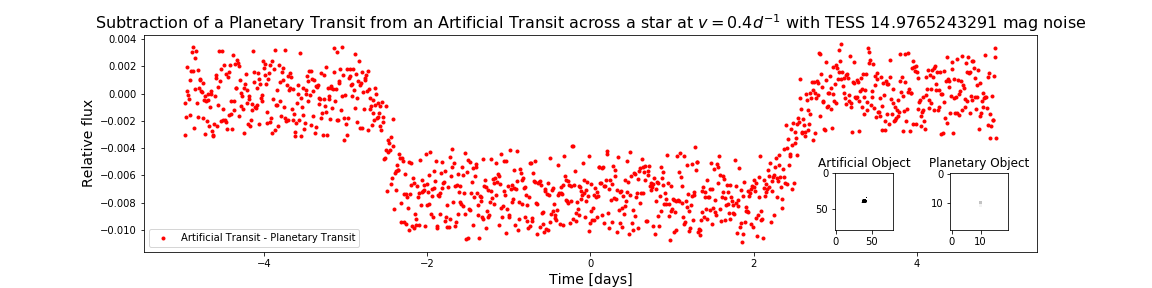 Subtraction of a Planetary Transit from an Artificial Transit across a star at v = 0.4d⁻¹ with TESS 14.9765243291 mag noise
0.004
0.002
0.000
−0.002
−0.004
−0.006
−0.008
−0.010
Relative flux
Artificial Transit - Planetary Transit
Artificial Object
0
50
0 50
Planetary Object
0
10
0 10
−4 −2 0 2 4
Time [days]